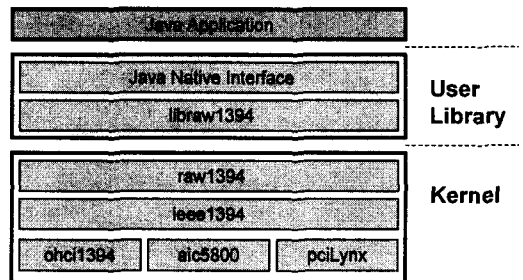 Java Application
Java Native Interface
User
Library
libraw1394
raw1394
Kernel
ieee1394
ohci1394
aic5800
pciLynx